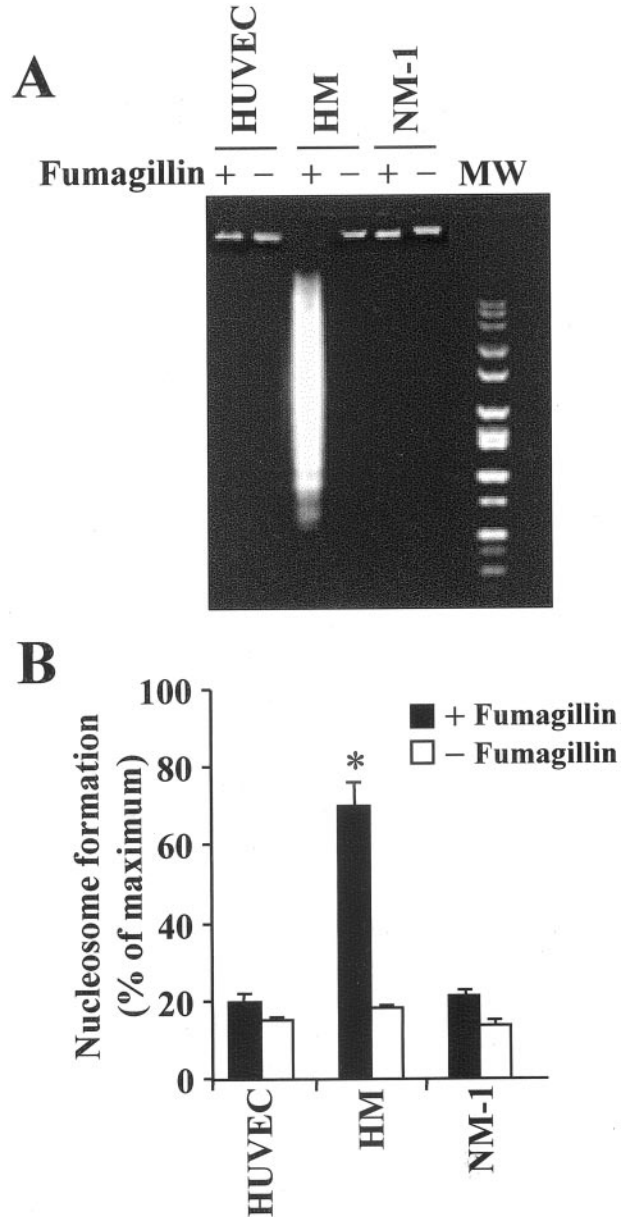 A
HUVEC
HM
NM-1
Fumagillin + − + − + − MW
B
100
80
60
40
20
0
Nucleosome formation
(% of maximum)
*
+ Fumagillin
− Fumagillin
HUVEC
HM
NM-1